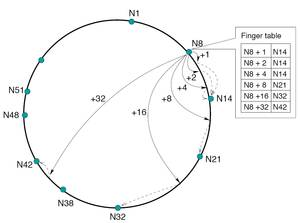 N1
N8
Finger table
+1
+2
+4
+8
+16
+32
N8 + 1 N14
N8 + 2 N14
N8 + 4 N14
N8 + 8 N21
N8 +16 N32
N8 +32 N42
N51
N14
N48
N21
N42
N38
N32